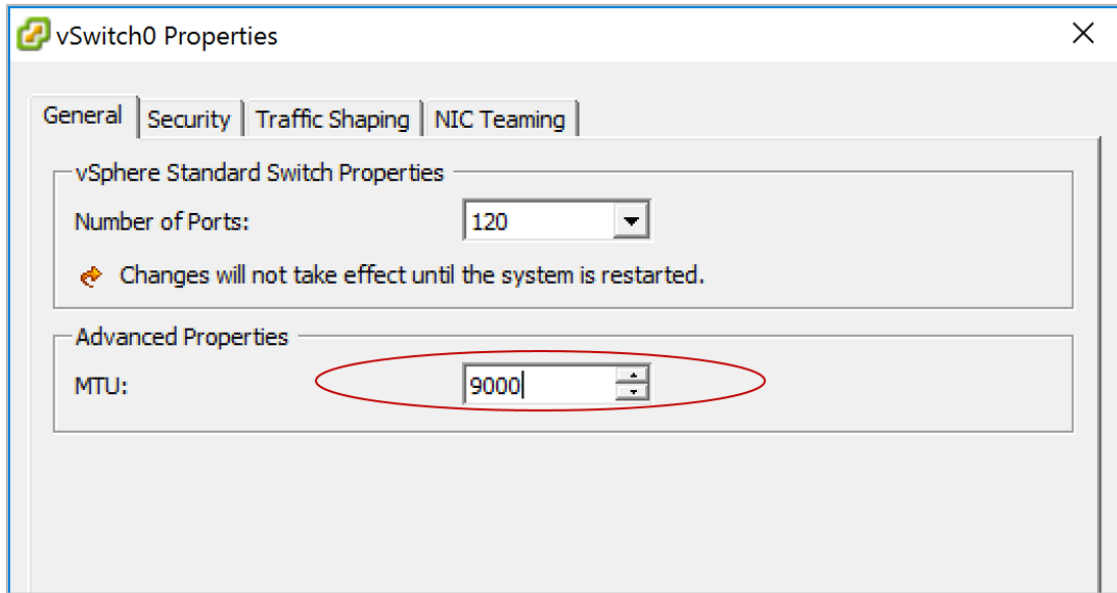 vSwitch0 Properties
General Security Traffic Shaping NIC Teaming
vSphere Standard Switch Properties
Number of Ports: 120
Changes will not take effect until the system is restarted.
Advanced Properties
MTU: 9000